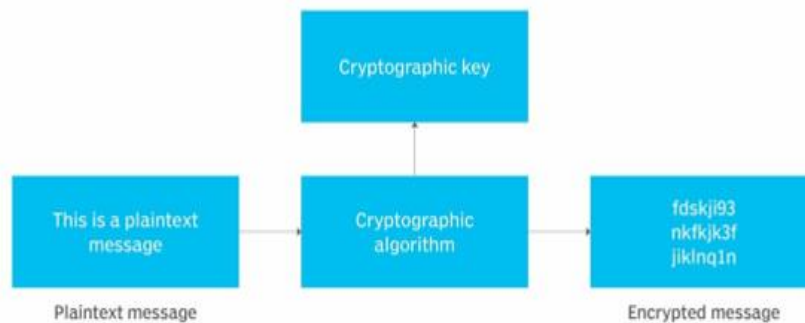 Cryptographic key
This is a plaintext
message
Cryptographic
algorithm
fdskji93
nkfkjk3f
jiklnq1n
Plaintext message
Encrypted message